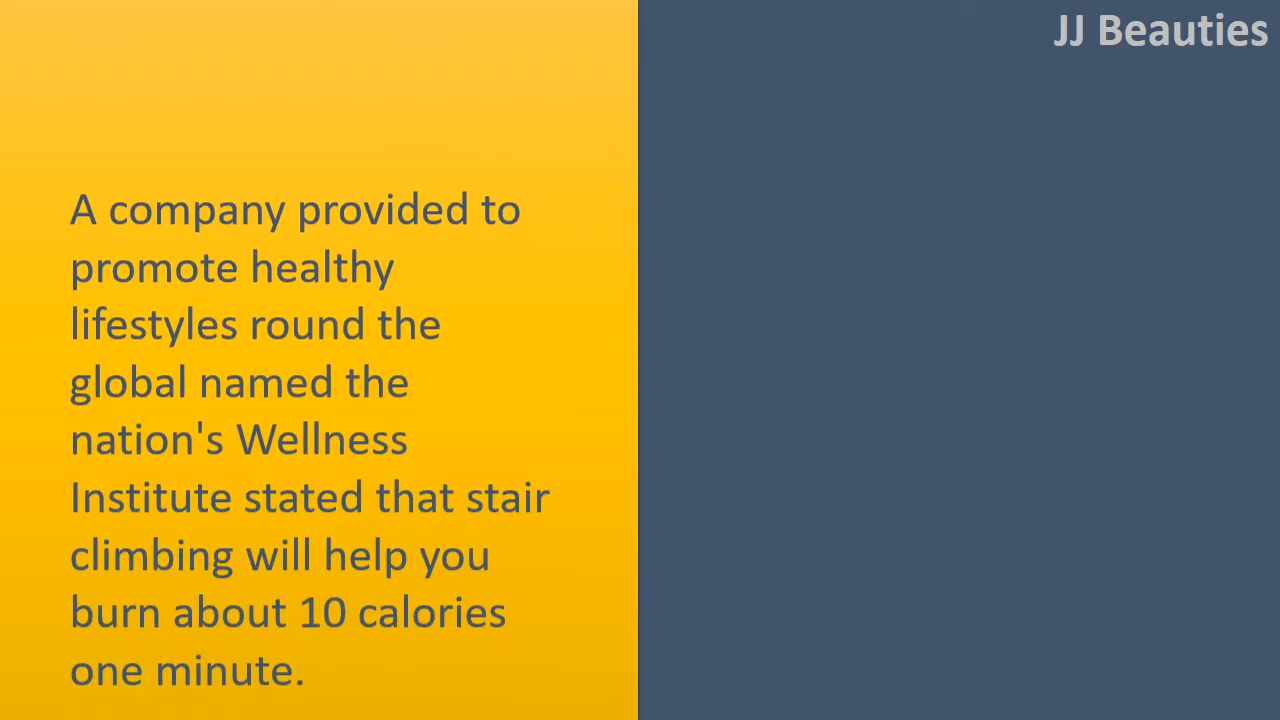 JJ Beauties
A company provided to
promote healthy
lifestyles round the
global named the
nation's Wellness
Institute stated that stair
climbing will help you
burn about 10 calories
one minute.